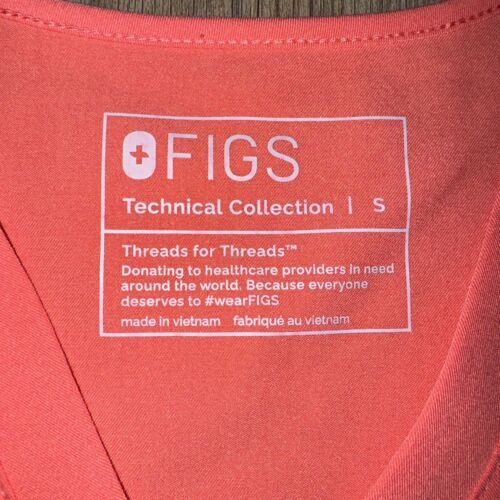 FIGS
Technical Collection | S
Threads for Threads™
Donating to healthcare providers in need
around the world. Because everyone
deserves to #wearFIGS
made in vietnam fabriqué au vietnam